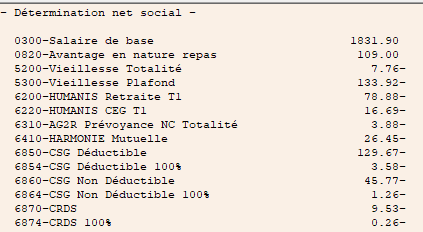 - Détermination net social -
0300-Salaire de base 1831.90
0820-Avantage en nature repas 109.00
5200-Vieillesse Totalité 7.76-
5300-Vieillesse Plafond 133.92-
6200-HUMANIS Retraite T1 78.88-
6220-HUMANIS CEG T1 16.69-
6310-AG2R Prévoyance NC Totalité 3.88-
6410-HARMONIE Mutuelle 26.45-
6850-CSG Déductible 129.67-
6854-CSG Déductible 100% 3.58-
6860-CSG Non Déductible 45.77-
6864-CSG Non Déductible 100% 1.26-
6870-CRDS 9.53-
6874-CRDS 100% 0.26-